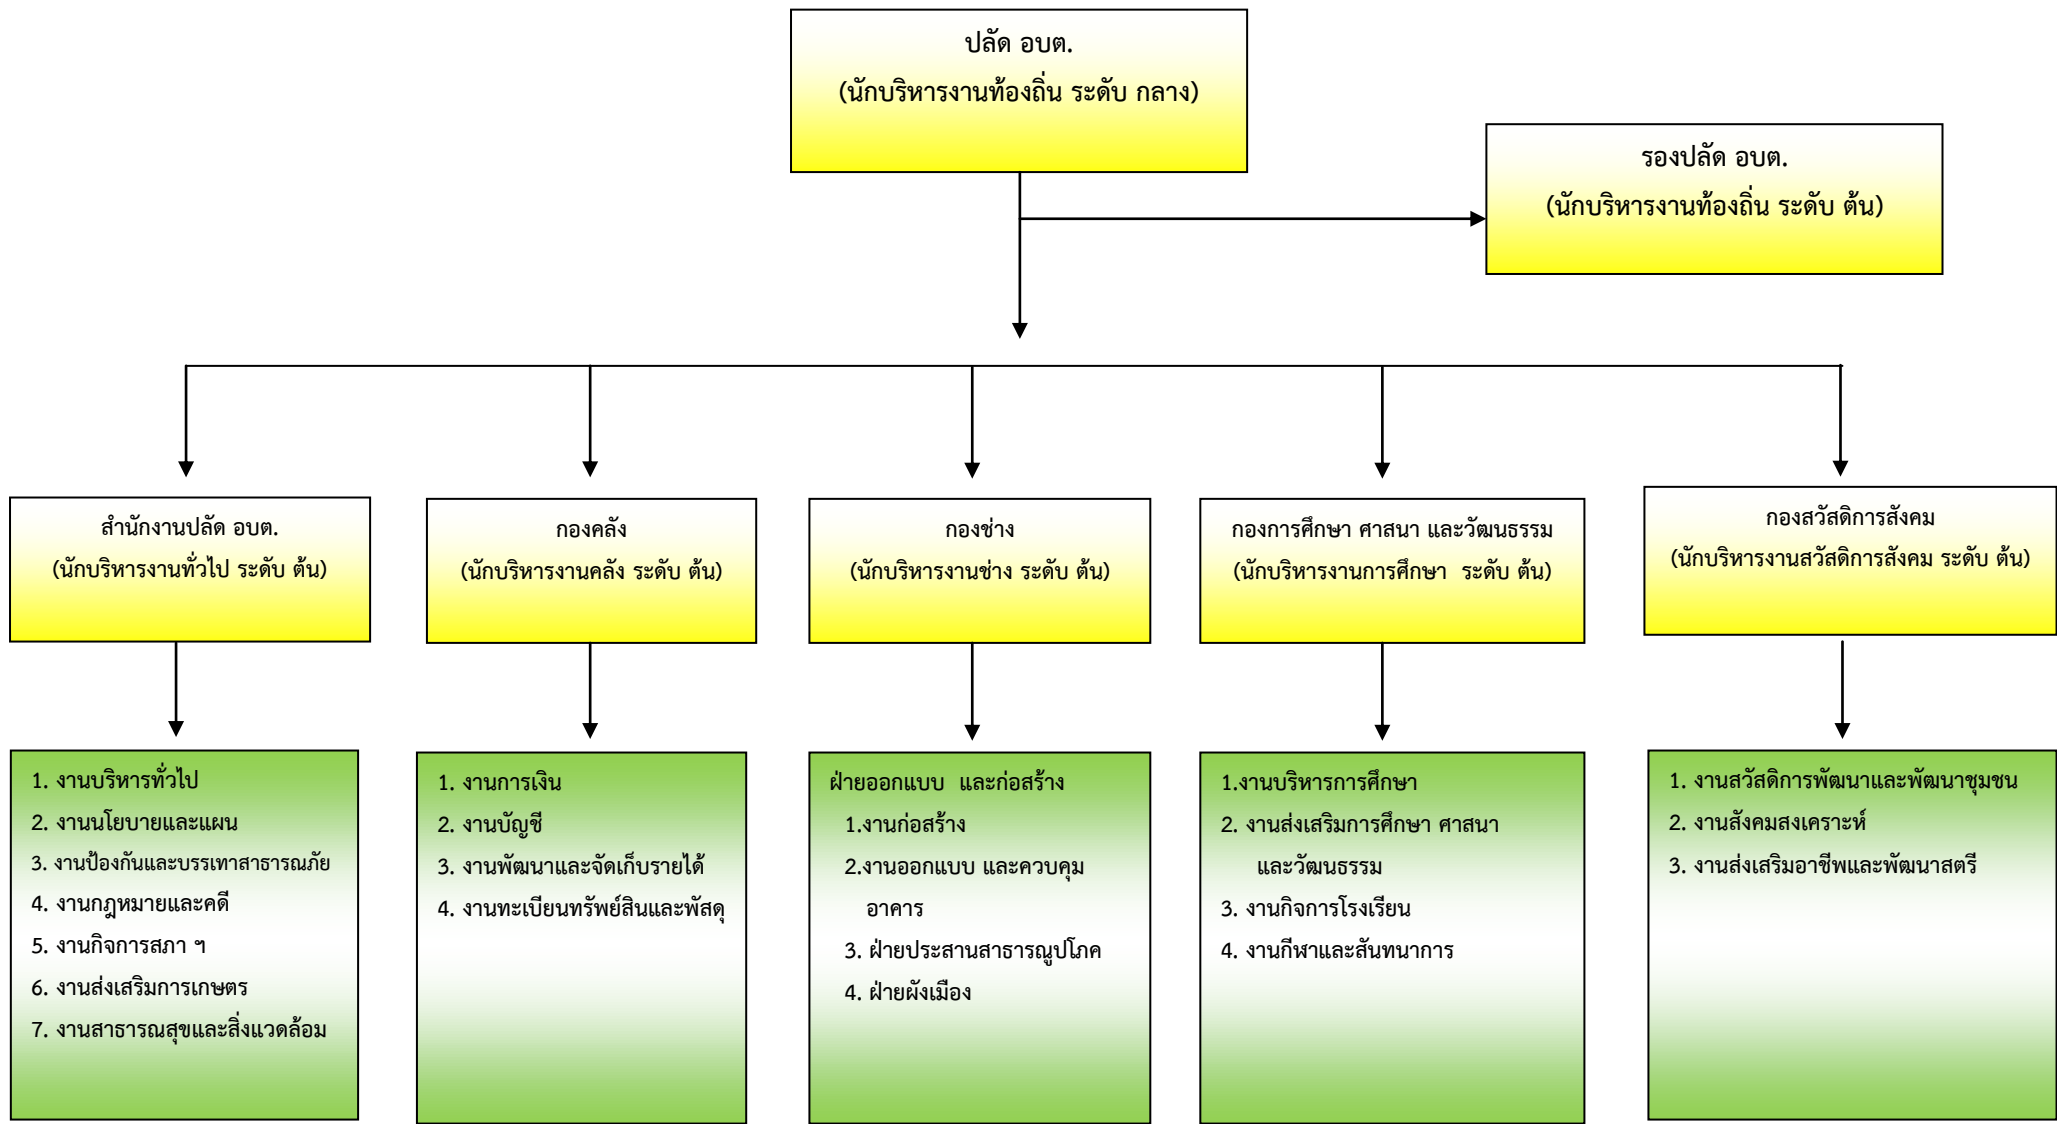 ปลัด อบต.
(นักบริหารงานท้องถิ่น ระดับ กลาง)
รองปลัด อบต.
(นักบริหารงานท้องถิ่น ระดับ ต้น)
สำนักงานปลัด อบต.
(นักบริหารงานทั่วไป ระดับ ต้น)
กองคลัง
(นักบริหารงานคลัง ระดับ ต้น)
กองช่าง
(นักบริหารงานช่าง ระดับ ต้น)
กองการศึกษา ศาสนา และวัฒนธรรม
(นักบริหารงานการศึกษา  ระดับ ต้น)
กองสวัสดิการสังคม
(นักบริหารงานสวัสดิการสังคม ระดับ ต้น)
1. งานบริหารทั่วไป
2. งานนโยบายและแผน
3. งานป้องกันและบรรเทาสาธารณภัย
4. งานกฎหมายและคดี
5. งานกิจการสภา ฯ
6. งานส่งเสริมการเกษตร
7. งานสาธารณสุขและสิ่งแวดล้อม
1. งานการเงิน
2. งานบัญชี
3. งานพัฒนาและจัดเก็บรายได้
4. งานทะเบียนทรัพย์สินและพัสดุ
ฝ่ายออกแบบ  และก่อสร้าง
1.งานก่อสร้าง
2.งานออกแบบ และควบคุม
อาคาร
3. ฝ่ายประสานสาธารณูปโภค
4. ฝ่ายผังเมือง
1.งานบริหารการศึกษา
2. งานส่งเสริมการศึกษา ศาสนา
และวัฒนธรรม
3. งานกิจการโรงเรียน
4. งานกีฬาและสันทนาการ
1. งานสวัสดิการพัฒนาและพัฒนาชุมชน
2. งานสังคมสงเคราะห์
3. งานส่งเสริมอาชีพและพัฒนาสตรี